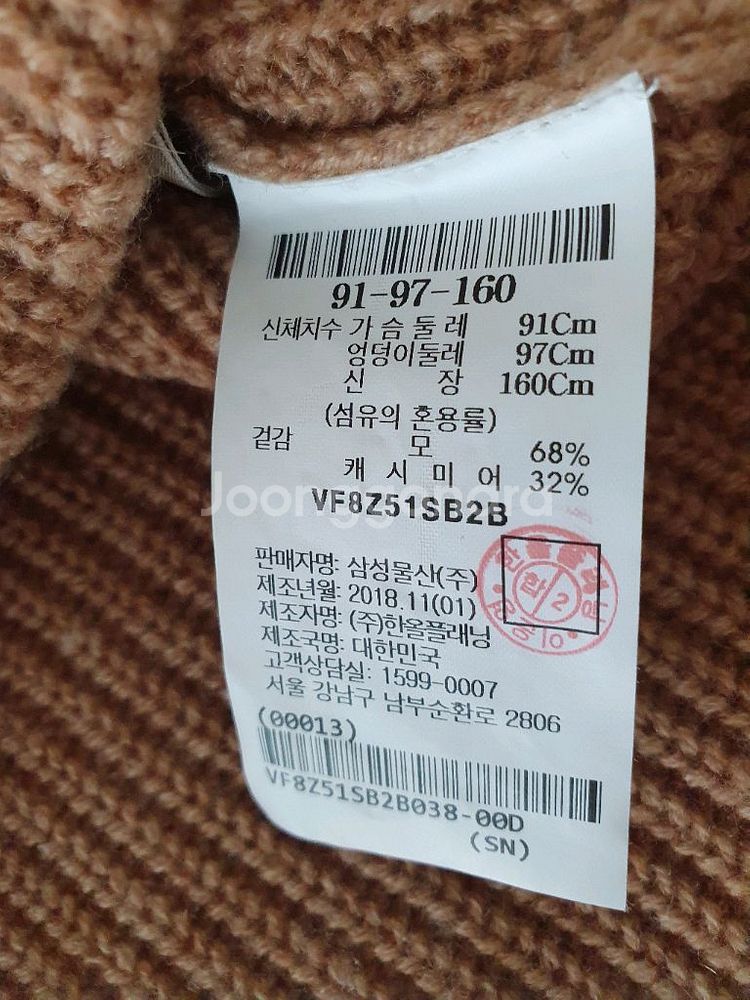 91-97-160
신체치수 가 슴 둘 레 91Cm
엉덩이둘레 97Cm
신 장 160Cm
(섬유의 혼용률)
겉감 모 68%
캐 시 미 어 32%
Joonggonara
VF8Z51SB2B
판매자명: 삼성물산(주)
제조년월: 2018.11(01)
제조자명: (주)한올플래닝
제조국명: 대한민국
고객상담실: 1599-0007
서울 강남구 남부순환로 2806
합 2
(00013)
VF8Z51SB2B038-00D
(SN)